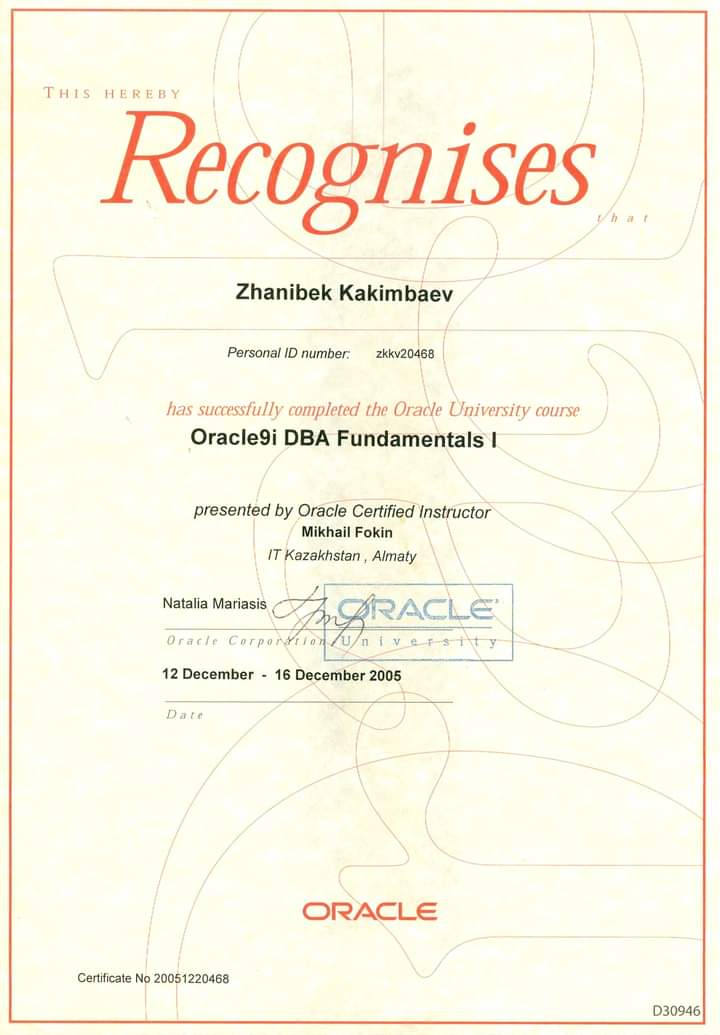 THIS HEREBY
Recognises
that
Zhanibek Kakimbaev
Personal ID number: zkkv20468
has successfully completed the Oracle University course
Oracle9i DBA Fundamentals I
presented by Oracle Certified Instructor
Mikhail Fokin
IT Kazakhstan , Almaty
Natalia Mariasis
ORACLE
Oracle Corporation
University
12 December - 16 December 2005
Date
ORACLE
Certificate No 20051220468
D30946